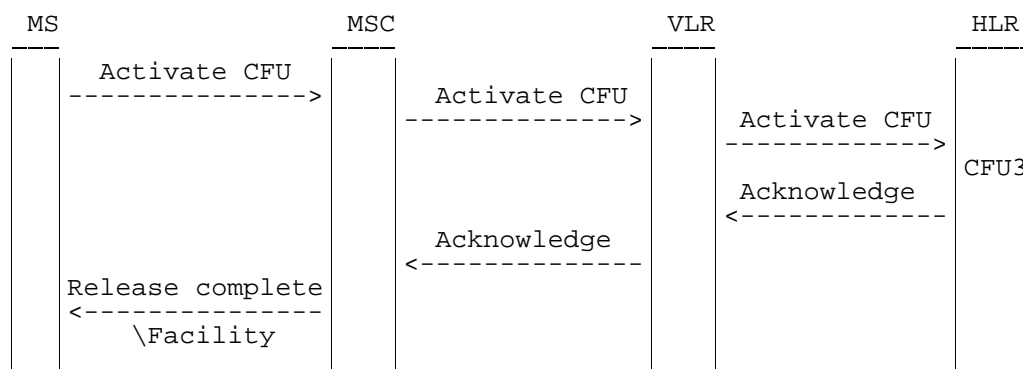 MS MSC VLR HLR
Activate CFU
Activate CFU
Activate CFU
CFU3
Acknowledge
Acknowledge
Release complete
\Facility